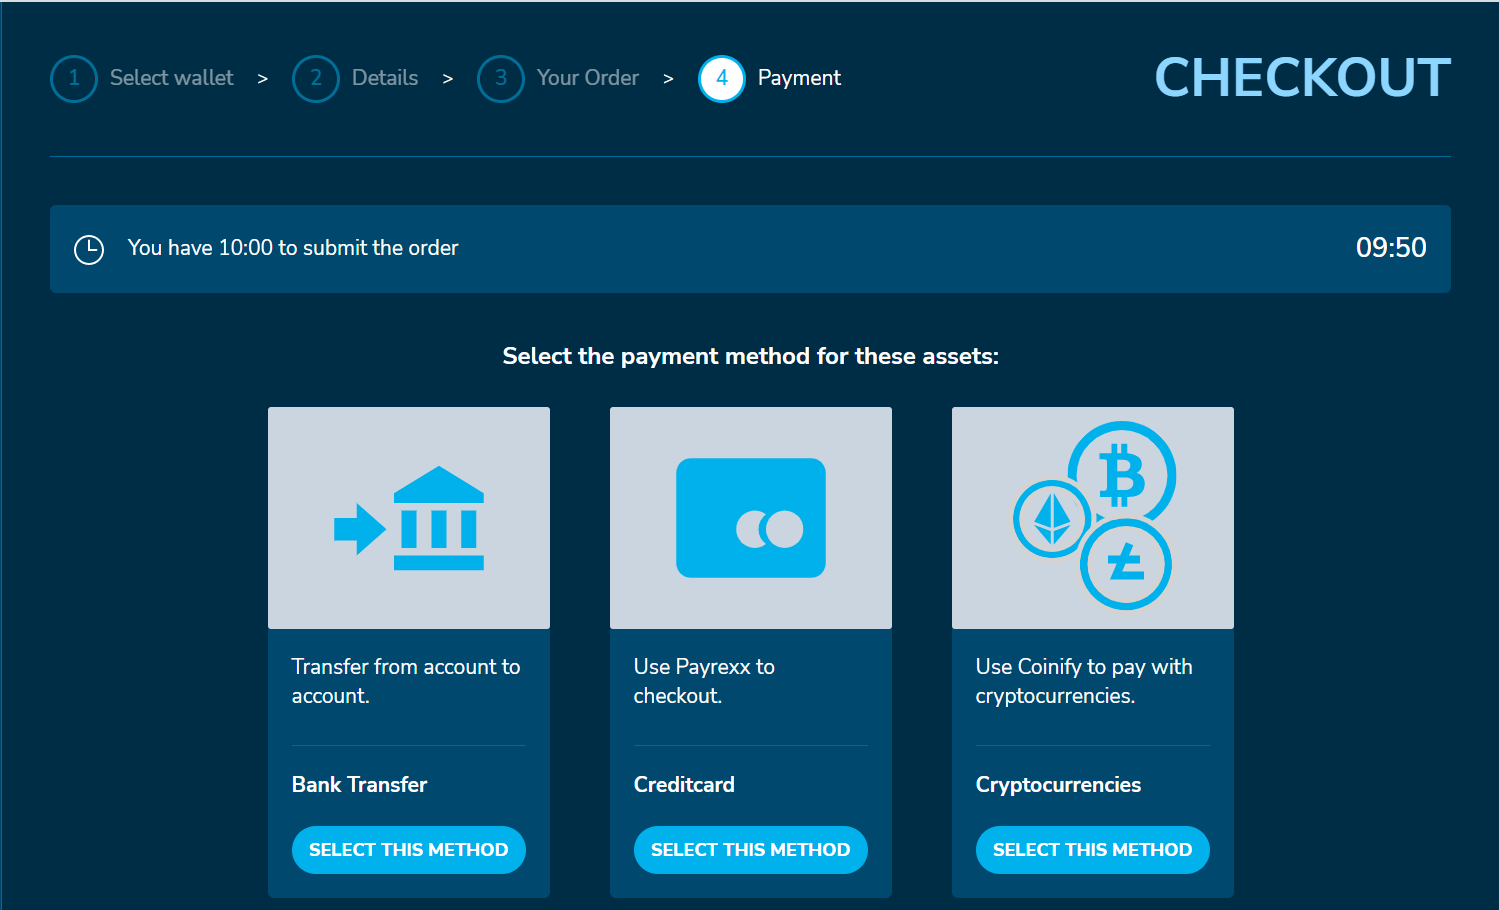 1 Select wallet > 2 Details > 3 Your Order > 4 Payment
CHECKOUT
You have 10:00 to submit the order
09:50
Select the payment method for these assets:
Transfer from account to
account.
Bank Transfer
SELECT THIS METHOD
Use Payrexx to
checkout.
Creditcard
SELECT THIS METHOD
Use Coinify to pay with
cryptocurrencies.
Cryptocurrencies
SELECT THIS METHOD